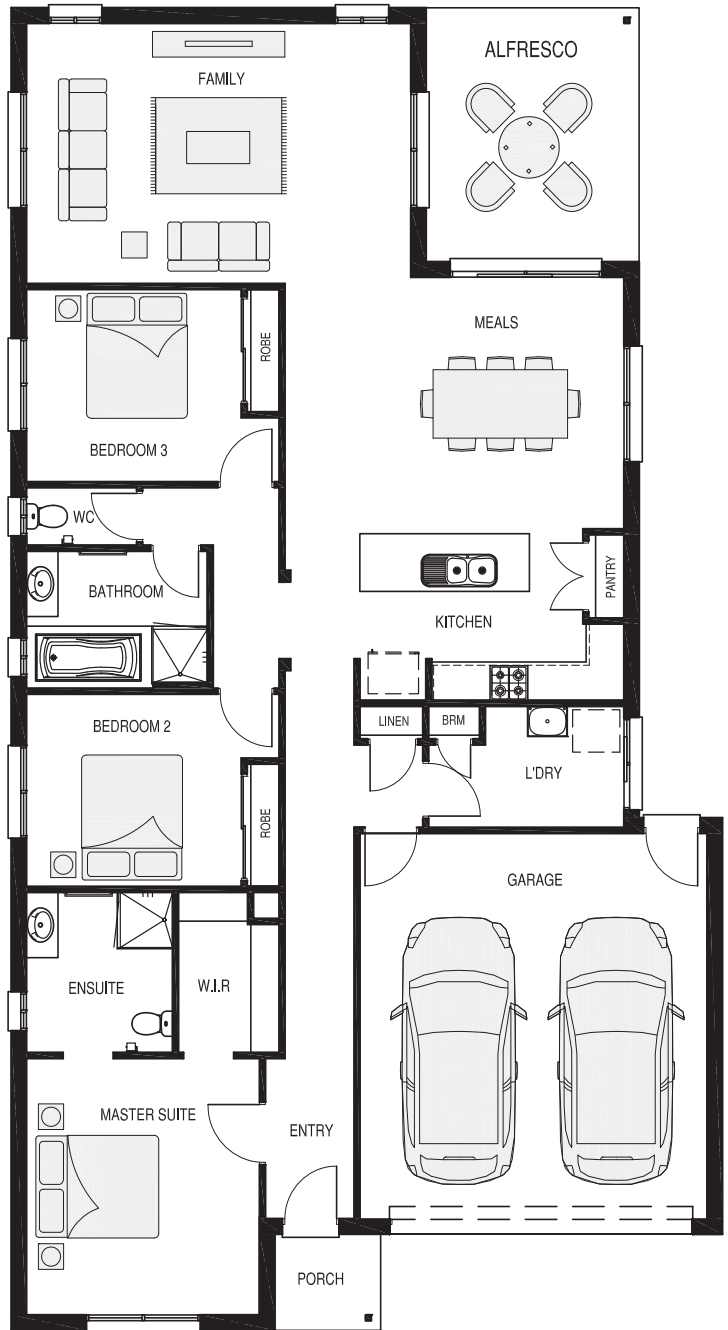 ALFRESCO
FAMILY
MEALS
ROBE
BEDROOM 3
WC
BATHROOM
PANTRY
KITCHEN
LINEN
BRM
BEDROOM 2
L'DRY
ROBE
GARAGE
ENSUITE
W.I.R
MASTER SUITE
ENTRY
PORCH